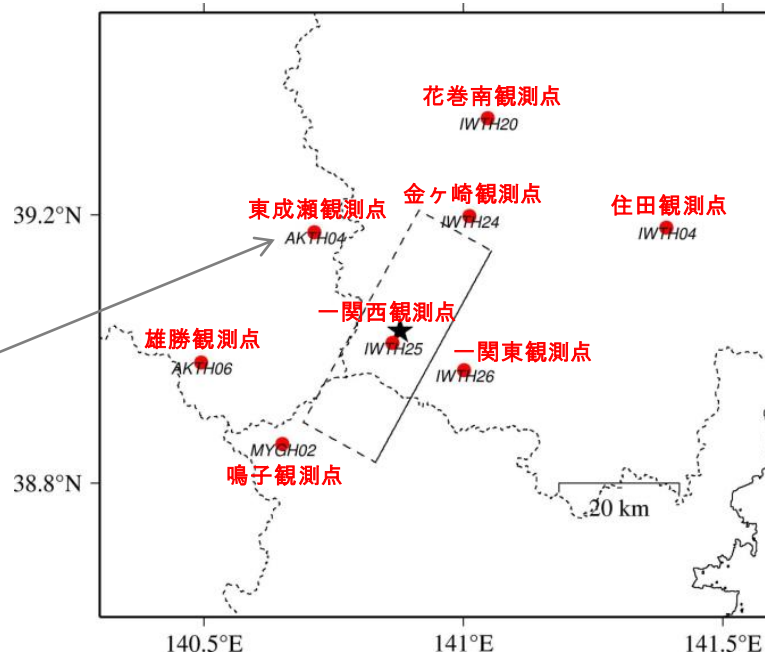 花巻南観測点
IWTH20
金ヶ崎観測点
IWTH24
住田観測点
IWTH04
39.2°N
東成瀬観測点
AKTH04
一関西観測点
IWTH25
雄勝観測点
AKTH06
一関東観測点
IWTH26
MYGH02
鳴子観測点
38.8°N
20 km
140.5°E
141°E
141.5°E